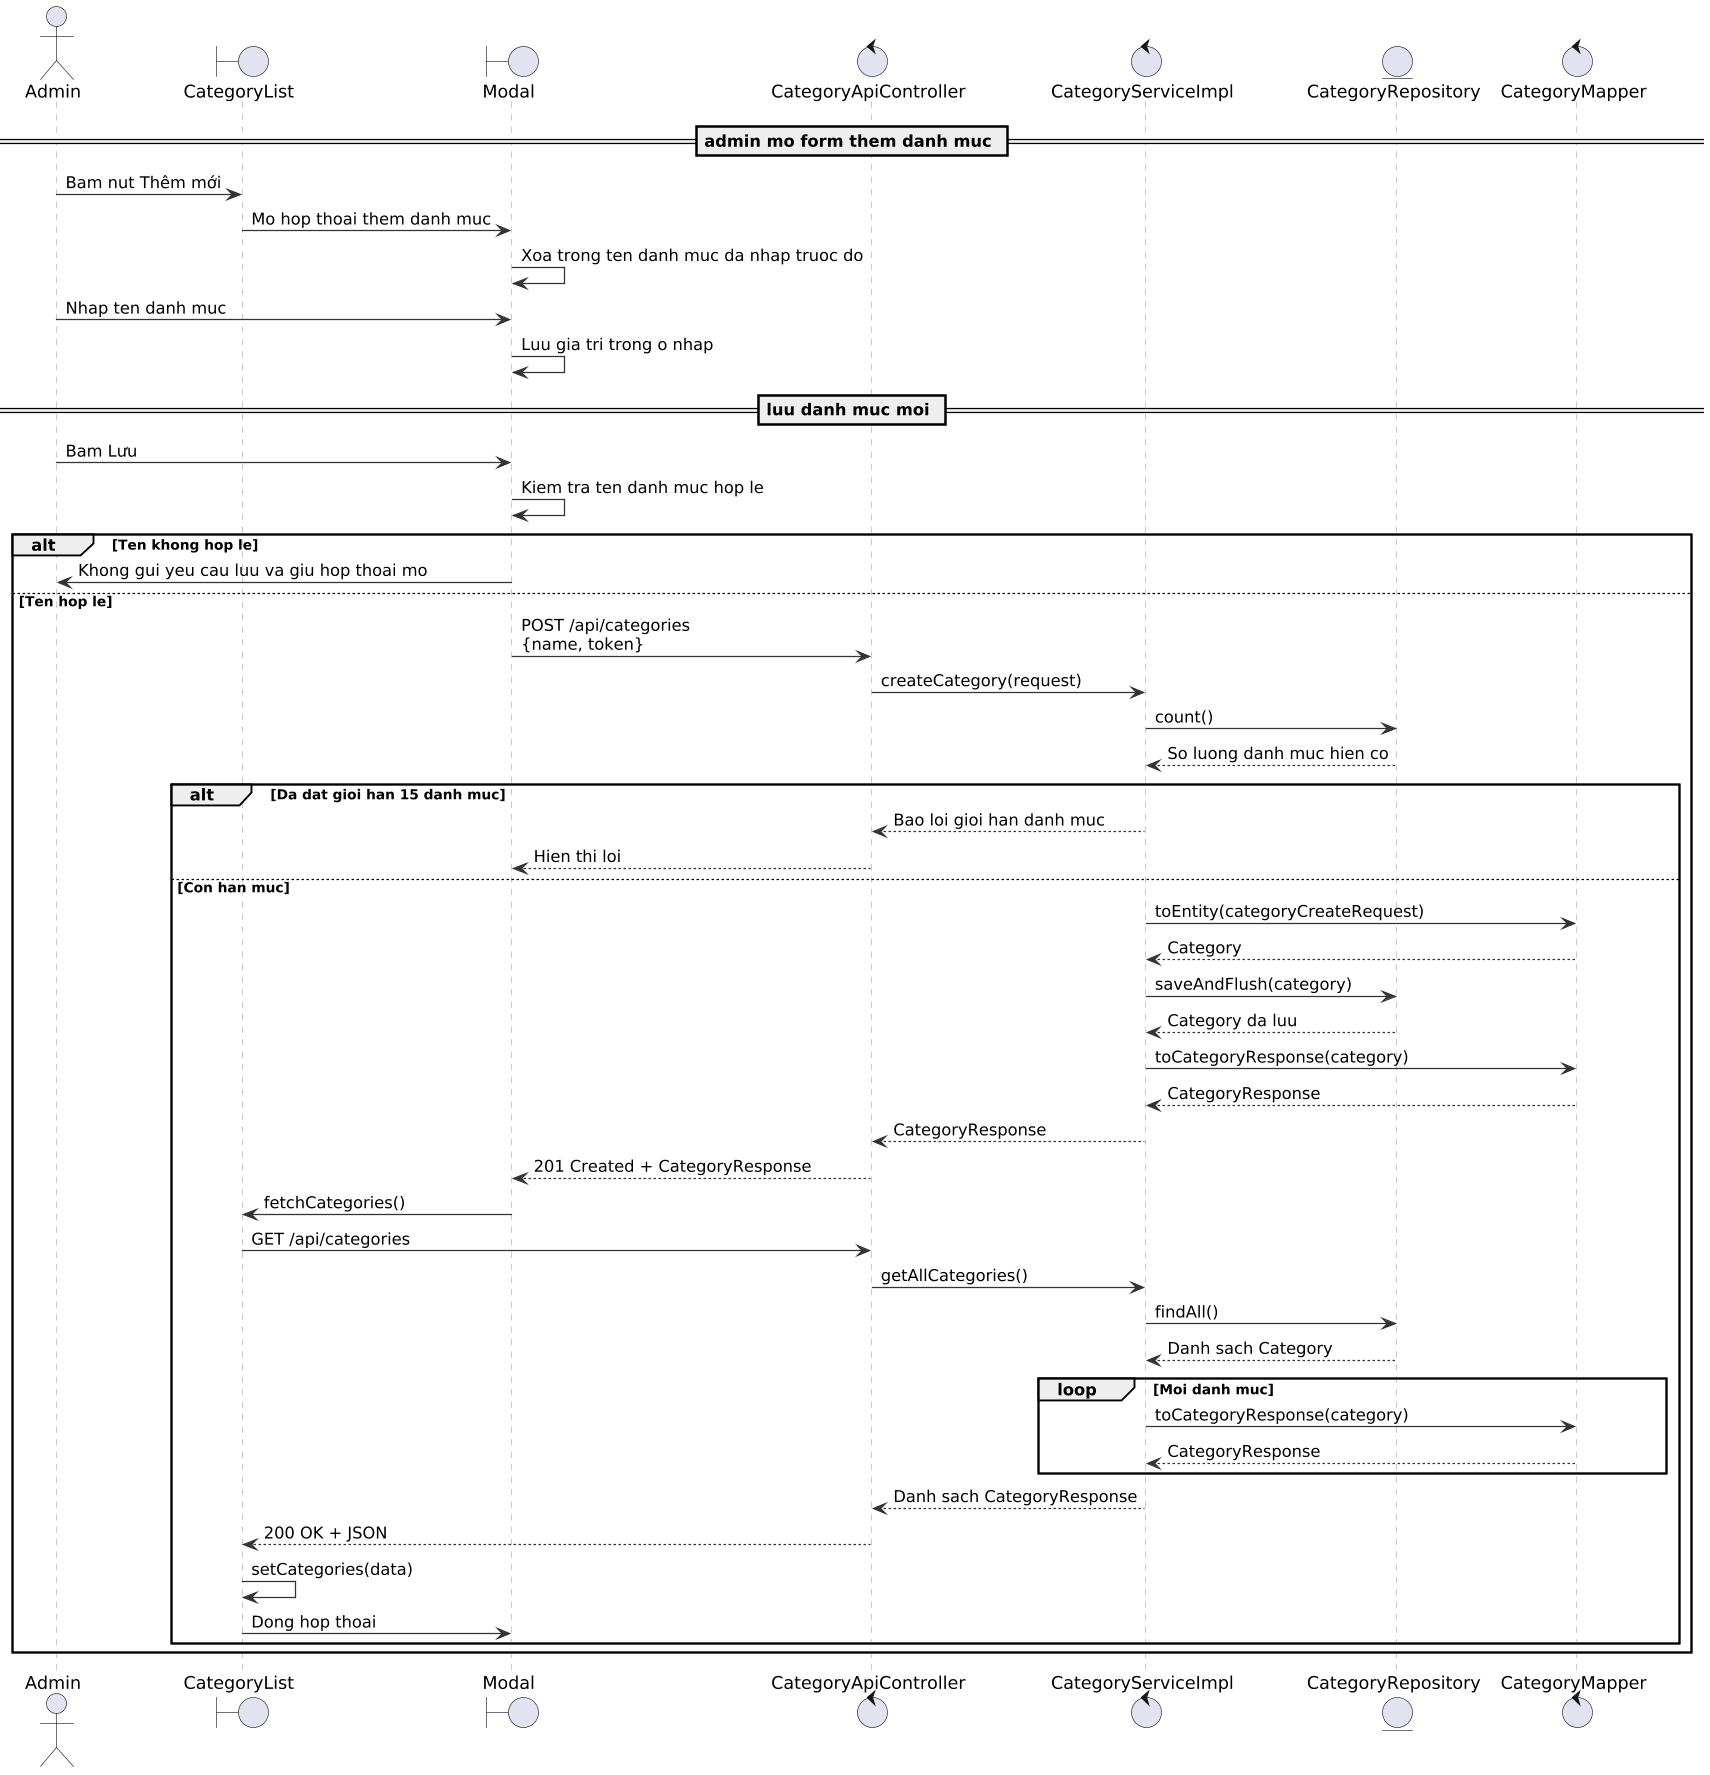 Admin
CategoryList
Modal
CategoryApiController
CategoryServiceImpl
CategoryRepository
CategoryMapper
admin mo form them danh muc
Bam nut Thêm mới
Mo hop thoai them danh muc
Xoa trong ten danh muc da nhap truoc do
Nhap ten danh muc
Luu gia tri trong o nhap
luu danh muc moi
Bam Lưu
Kiem tra ten danh muc hop le
alt [Ten khong hop le]
Khong gui yeu cau luu va giu hop thoai mo
[Ten hop le]
POST /api/categories
{name, token}
createCategory(request)
count()
So luong danh muc hien co
alt [Da dat gioi han 15 danh muc]
Bao loi gioi han danh muc
Hien thi loi
[Con han muc]
toEntity(categoryCreateRequest)
Category
saveAndFlush(category)
Category da luu
toCategoryResponse(category)
CategoryResponse
CategoryResponse
201 Created + CategoryResponse
fetchCategories()
GET /api/categories
getAllCategories()
findAll()
Danh sach Category
loop [Moi danh muc]
toCategoryResponse(category)
CategoryResponse
Danh sach CategoryResponse
200 OK + JSON
setCategories(data)
Dong hop thoai
Admin
CategoryList
Modal
CategoryApiController
CategoryServiceImpl
CategoryRepository
CategoryMapper